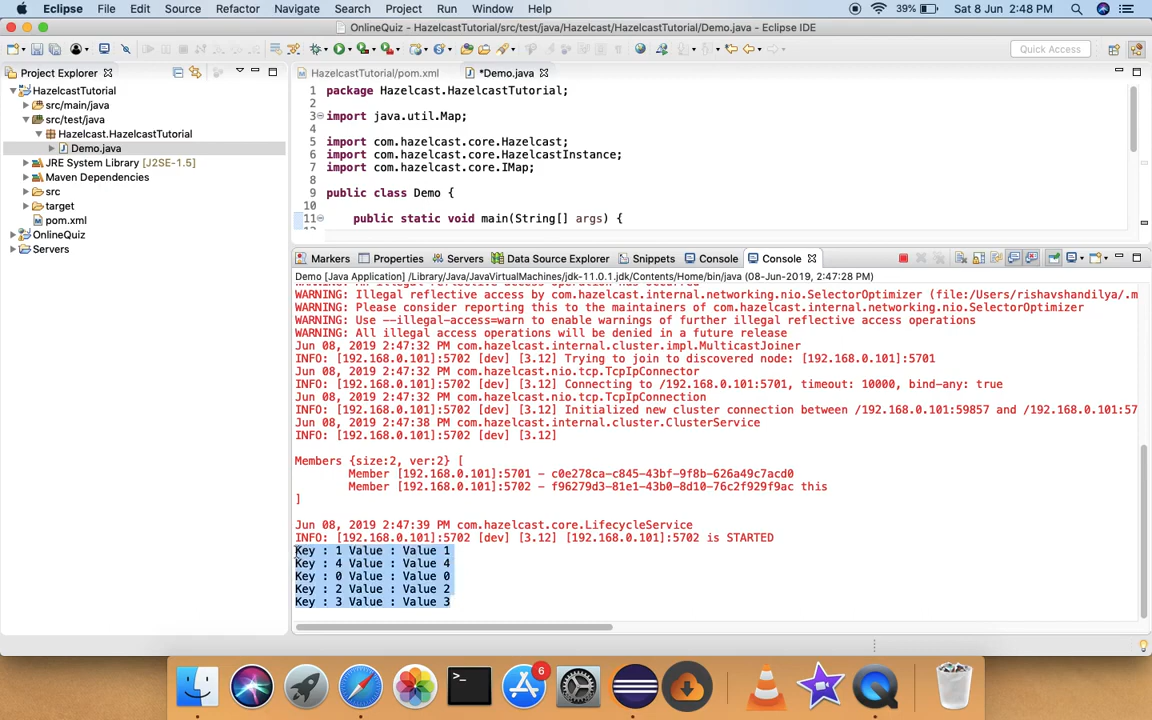 Eclipse File Edit Source Refactor Navigate Search Project Run Window Help 39% Sat 8 Jun 2:48 PM
OnlineQuiz - HazelcastTutorial/src/test/java/Hazelcast/HazelcastTutorial/Demo.java - Eclipse IDE
Quick Access
Project Explorer
HazelcastTutorial
src/main/java
src/test/java
Hazelcast.HazelcastTutorial
Demo.java
JRE System Library [J2SE-1.5]
Maven Dependencies
src
target
pom.xml
OnlineQuiz
Servers
HazelcastTutorial/pom.xml *Demo.java
1 package Hazelcast.HazelcastTutorial;
2
3 import java.util.Map;
4
5 import com.hazelcast.core.Hazelcast;
6 import com.hazelcast.core.HazelcastInstance;
7 import com.hazelcast.core.IMap;
8
9 public class Demo {
10
11 public static void main(String[] args) {
Markers Properties Servers Data Source Explorer Snippets Console Console
Demo [Java Application] /Library/Java/JavaVirtualMachines/jdk-11.0.1.jdk/Contents/Home/bin/java (08-Jun-2019, 2:47:28 PM)
WARNING: An illegal reflective access operation has occurred
WARNING: Illegal reflective access by com.hazelcast.internal.networking.nio.SelectorOptimizer (file:/Users/rishavshandilya/.m
WARNING: Please consider reporting this to the maintainers of com.hazelcast.internal.networking.nio.SelectorOptimizer
WARNING: Use --illegal-access=warn to enable warnings of further illegal reflective access operations
WARNING: All illegal access operations will be denied in a future release
Jun 08, 2019 2:47:32 PM com.hazelcast.internal.cluster.impl.MulticastJoiner
INFO: [192.168.0.101]:5702 [dev] [3.12] Trying to join to discovered node: [192.168.0.101]:5701
Jun 08, 2019 2:47:32 PM com.hazelcast.nio.tcp.TcpIpConnector
INFO: [192.168.0.101]:5702 [dev] [3.12] Connecting to /192.168.0.101:5701, timeout: 10000, bind-any: true
Jun 08, 2019 2:47:32 PM com.hazelcast.nio.tcp.TcpIpConnection
INFO: [192.168.0.101]:5702 [dev] [3.12] Initialized new cluster connection between /192.168.0.101:59857 and /192.168.0.101:57
Jun 08, 2019 2:47:38 PM com.hazelcast.internal.cluster.ClusterService
INFO: [192.168.0.101]:5702 [dev] [3.12]
Members {size:2, ver:2} [
Member [192.168.0.101]:5701 - c0e278ca-c845-43bf-9f8b-626a49c7acd0
Member [192.168.0.101]:5702 - f96279d3-81e1-43b0-8d10-76c2f929f9ac this
]
Jun 08, 2019 2:47:39 PM com.hazelcast.core.LifecycleService
INFO: [192.168.0.101]:5702 [dev] [3.12] [192.168.0.101]:5702 is STARTED
Key : 1 Value : Value 1
Key : 4 Value : Value 4
Key : 0 Value : Value 0
Key : 2 Value : Value 2
Key : 3 Value : Value 3
6